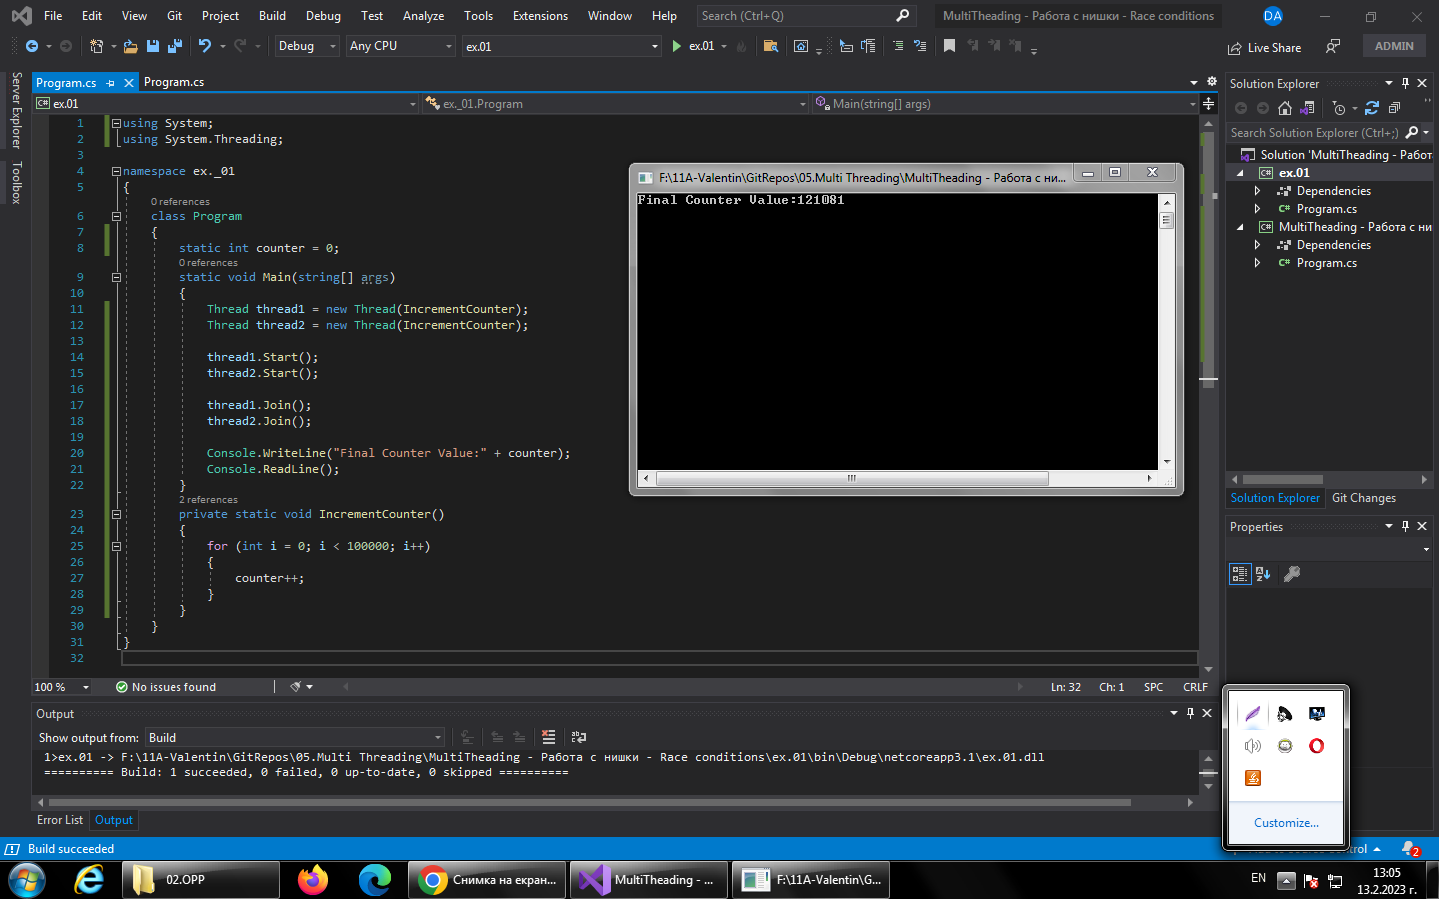 File Edit View Git Project Build Debug Test Analyze Tools Extensions Window Help Search (Ctrl+Q) MultiTheading - Работа с нишки - Race conditions DA
Debug Any CPU ex.01 ex.01 Live Share ADMIN
Server Explorer
Toolbox
Program.cs Program.cs
C# ex.01 ex._01.Program Main(string[] args)
1 using System;
2 using System.Threading;
3
4 namespace ex._01
5 {
0 references
6 class Program
7 {
8 static int counter = 0;
0 references
9 static void Main(string[] args)
10 {
11 Thread thread1 = new Thread(IncrementCounter);
12 Thread thread2 = new Thread(IncrementCounter);
13
14 thread1.Start();
15 thread2.Start();
16
17 thread1.Join();
18 thread2.Join();
19
20 Console.WriteLine("Final Counter Value:" + counter);
21 Console.ReadLine();
22 }
2 references
23 private static void IncrementCounter()
24 {
25 for (int i = 0; i < 100000; i++)
26 {
27 counter++;
28 }
29 }
30 }
31 }
32
100 % No issues found Ln: 32 Ch: 1 SPC CRLF
F:\11A-Valentin\GitRepos\05.Multi Threading\MultiTheading - Работа с ни...
Final Counter Value:121081
Solution Explorer
Search Solution Explorer (Ctrl+;)
Solution 'MultiTheading - Работ
C# ex.01
Dependencies
C# Program.cs
C# MultiTheading - Работа с ни
Dependencies
C# Program.cs
Solution Explorer Git Changes
Properties
Output
Show output from: Build
1>ex.01 -> F:\11A-Valentin\GitRepos\05.Multi Threading\MultiTheading - Работа с нишки - Race conditions\ex.01\bin\Debug\netcoreapp3.1\ex.01.dll
========== Build: 1 succeeded, 0 failed, 0 up-to-date, 0 skipped ==========
Error List Output
Customize...
Build succeeded Control 2
02.OPP Снимка на екран... MultiTheading - ... F:\11A-Valentin\G... EN 13:05
13.2.2023 г.